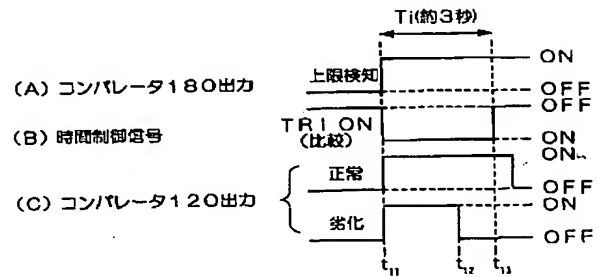 Ti(約3秒)
ON
上限検知
(A) コンパレータ180出力
OFF
OFF
TRI ON
(比較)
(B) 時間制御信号
ON
ON
正常
OFF
(C) コンパレータ120出力
ON
劣化
OFF
t11 t12 t13